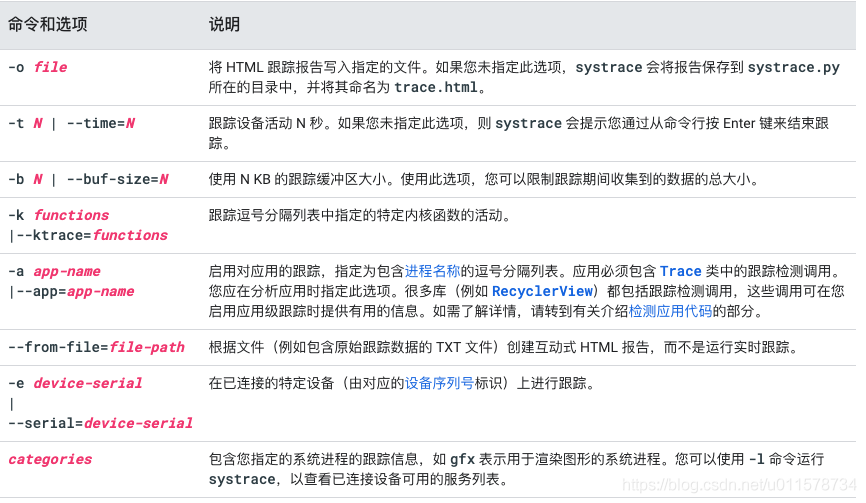 命令和选项 说明
-o file 将 HTML 跟踪报告写入指定的文件。如果您未指定此选项，systrace 会将报告保存到 systrace.py
所在的目录中，并将其命名为 trace.html。
-t N | --time=N 跟踪设备活动 N 秒。如果您未指定此选项，则 systrace 会提示您通过从命令行按 Enter 键来结束跟
踪。
-b N | --buf-size=N 使用 N KB 的跟踪缓冲区大小。使用此选项，您可以限制跟踪期间收集到的数据的总大小。
-k functions 跟踪逗号分隔列表中指定的特定内核函数的活动。
|--ktrace=functions
-a app-name 启用对应用的跟踪，指定为包含进程名称的逗号分隔列表。应用必须包含 Trace 类中的跟踪检测调用。
|--app=app-name 您应在分析应用时指定此选项。很多库（例如 RecyclerView）都包括跟踪检测调用，这些调用可在您
启用应用级跟踪时提供有用的信息。如需了解详情，请转到有关介绍检测应用代码的部分。
--from-file=file-path 根据文件（例如包含原始跟踪数据的 TXT 文件）创建互动式 HTML 报告，而不是运行实时跟踪。
-e device-serial 在已连接的特定设备（由对应的设备序列号标识）上进行跟踪。
|
--serial=device-serial
categories 包含您指定的系统进程的跟踪信息，如 gfx 表示用于渲染图形的系统进程。您可以使用 -l 命令运行
systrace，以查看已连接设备可用的服务列表。
https://blog.csdn.net/u011578734